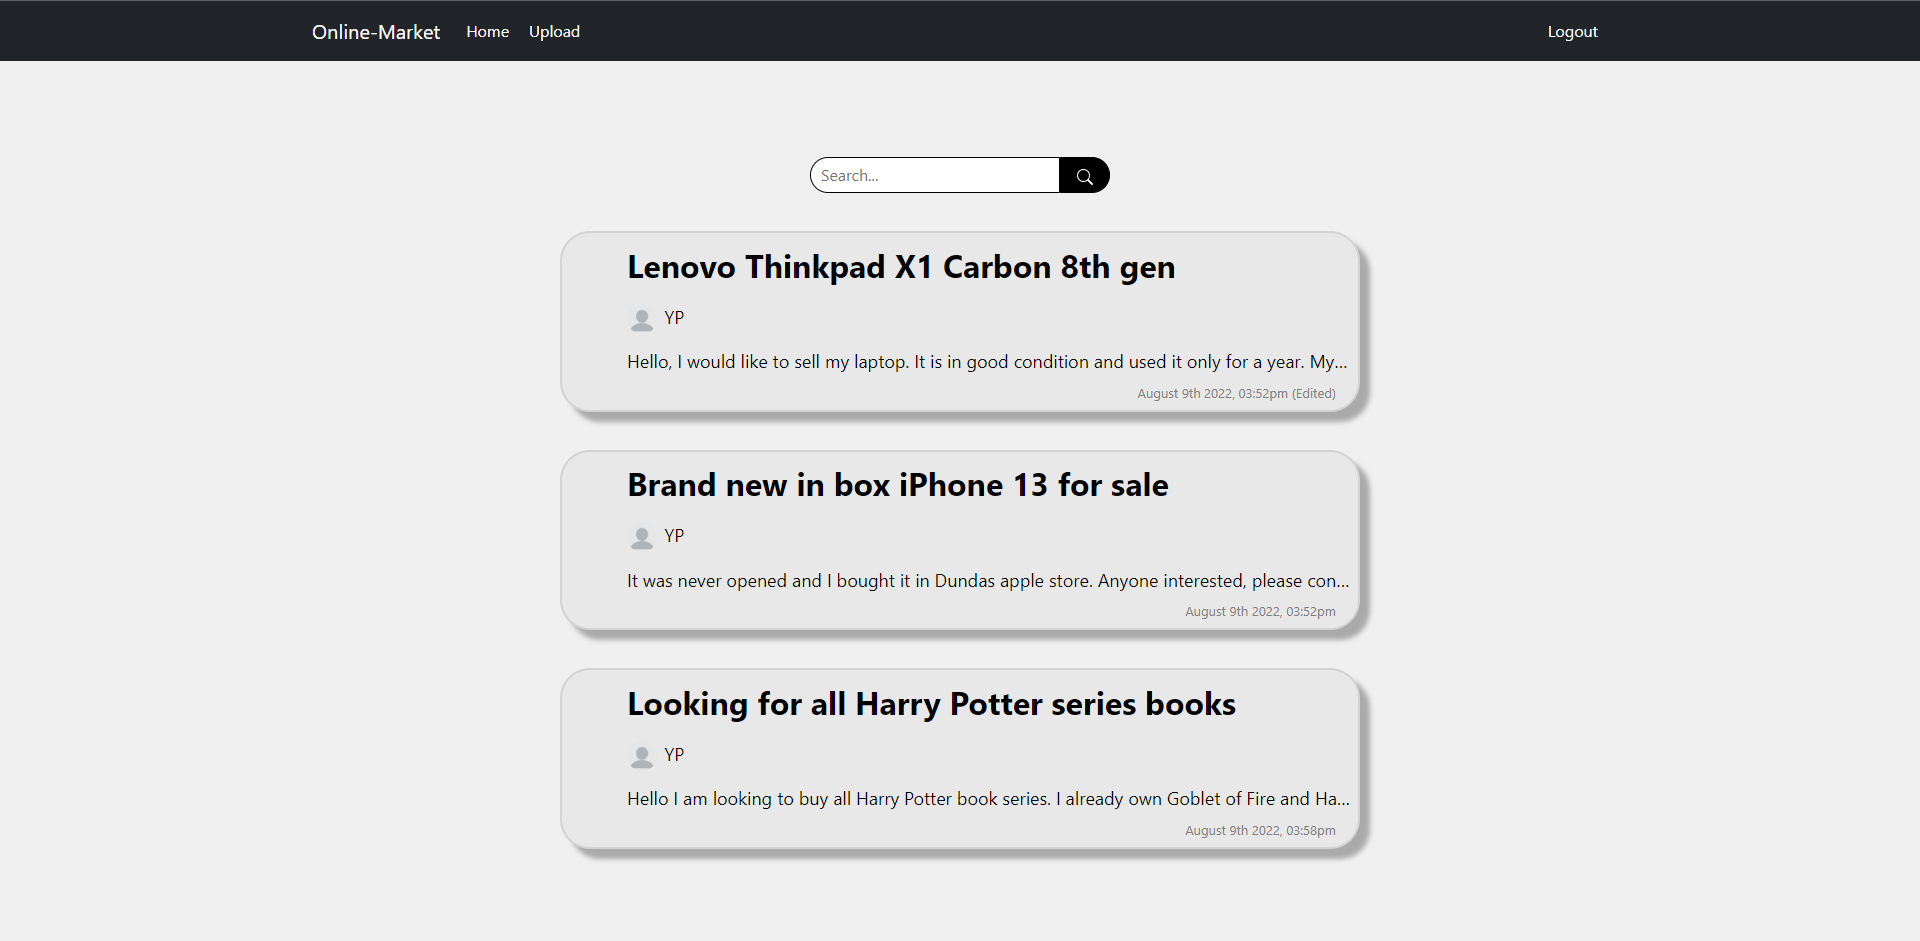 Online-Market Home Upload Logout
Search...
Lenovo Thinkpad X1 Carbon 8th gen
YP
Hello, I would like to sell my laptop. It is in good condition and used it only for a year. My...
August 9th 2022, 03:52pm (Edited)
Brand new in box iPhone 13 for sale
YP
It was never opened and I bought it in Dundas apple store. Anyone interested, please con...
August 9th 2022, 03:52pm
Looking for all Harry Potter series books
YP
Hello I am looking to buy all Harry Potter book series. I already own Goblet of Fire and Ha...
August 9th 2022, 03:58pm